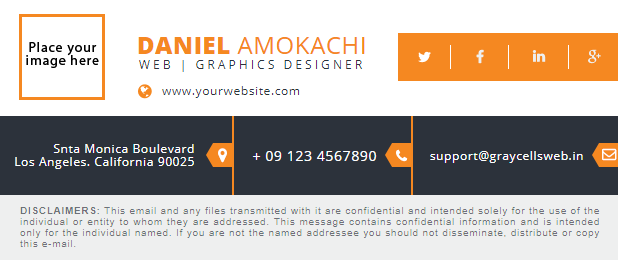 Place your
image here
DANIEL AMOKACHI
WEB | GRAPHICS DESIGNER
www.yourwebsite.com
Snta Monica Boulevard
Los Angeles. California 90025
+ 09 123 4567890
support@graycellsweb.in
DISCLAIMERS: This email and any files transmitted with it are confidential and intended solely for the use of the
individual or entity to whom they are addressed. This message contains confidential information and is intended
only for the individual named. If you are not the named addressee you should not disseminate, distribute or copy
this e-mail.